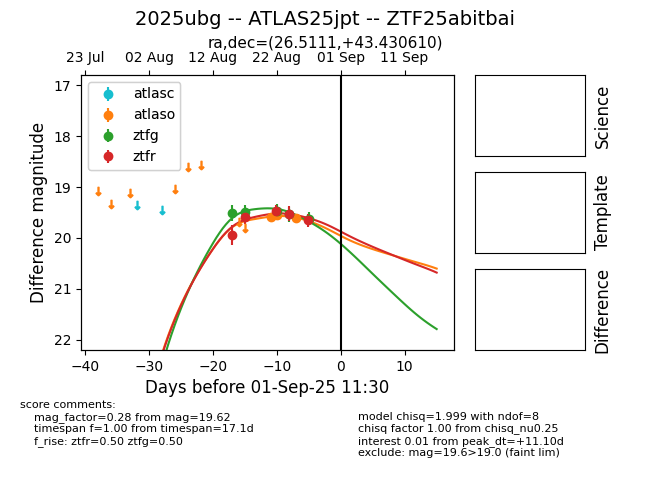 2025ubg -- ATLAS25jpt -- ZTF25abitbai
ra,dec=(26.5111,+43.430610)
23 Jul 02 Aug 12 Aug 22 Aug 01 Sep 11 Sep
atlasc
atlaso
ztfg
ztfr
17
18
19
20
21
22
Difference magnitude
−40 −30 −20 −10 0 10
Days before 01-Sep-25 11:30
Science
Template
Difference
score comments:
mag_factor=0.28 from mag=19.62
timespan f=1.00 from timespan=17.1d
f_rise: ztfr=0.50 ztfg=0.50
model chisq=1.999 with ndof=8
chisq factor 1.00 from chisq_nu0.25
interest 0.01 from peak_dt=+11.10d
exclude: mag=19.6>19.0 (faint lim)